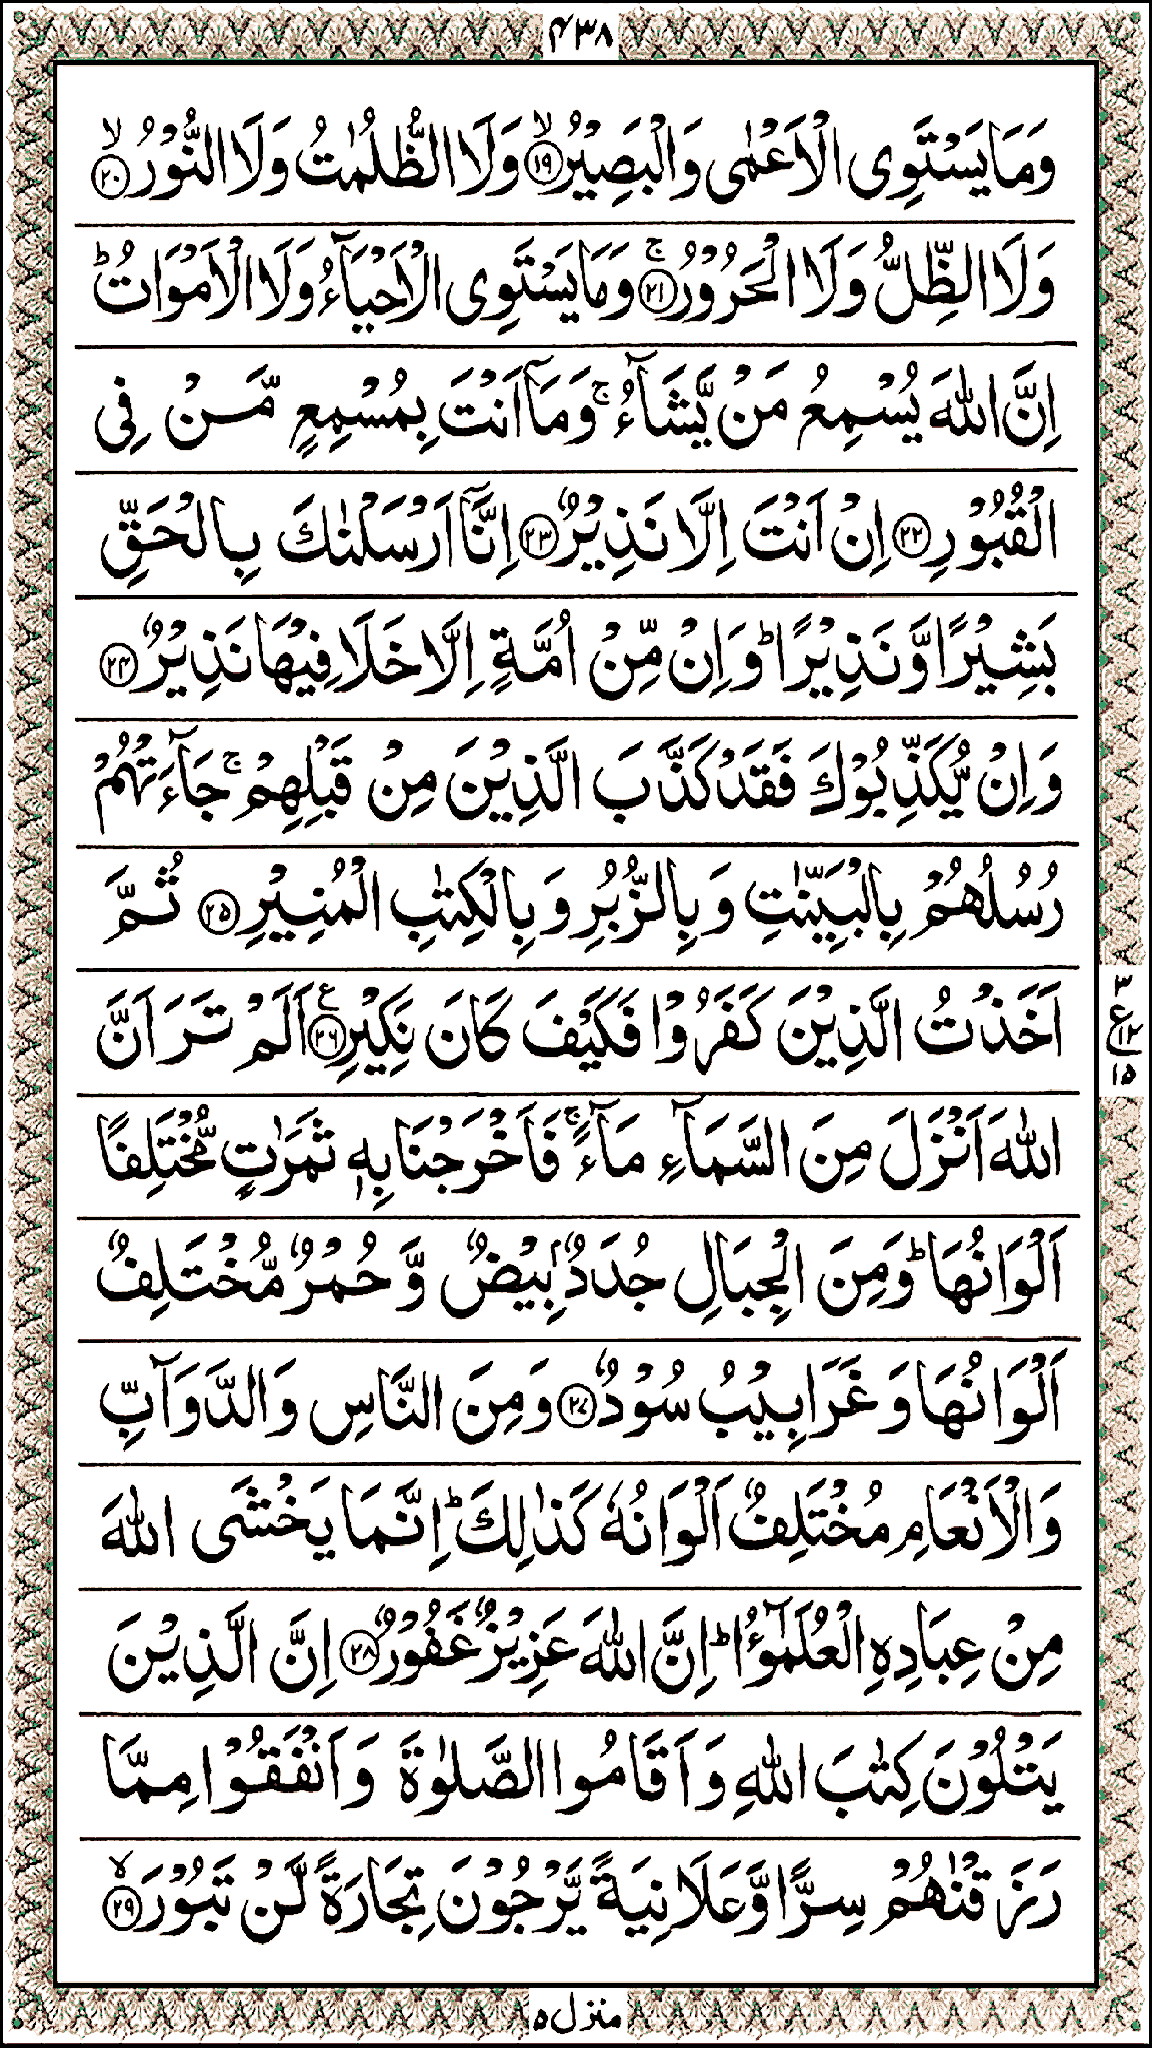 ۴۳۸
وَمَا يَسْتَوِى الْاَعْمٰى وَالْبَصِيْرُۙ‏﴿۱۹﴾ وَلَا الظُّلُمٰتُ وَلَا النُّوْرُۙ‏﴿۲۰﴾
وَلَا الظِّلُّ وَلَا الْحَرُوْرُۚ‏﴿۲۱﴾ وَمَا يَسْتَوِى الْاَحْيَآءُ وَلَا الْاَمْوَاتُؕ
اِنَّ اللّٰهَ يُسْمِعُ مَنْ يَّشَآءُۚ وَمَاۤ اَنْتَ بِمُسْمِعٍ مَّنْ فِى
الْقُبُوْرِ‏﴿۲۲﴾ اِنْ اَنْتَ اِلَّا نَذِيْرٌ‏﴿۲۳﴾ اِنَّاۤ اَرْسَلْنٰكَ بِالْحَقِّ
بَشِيْرًا وَّنَذِيْرًاؕ وَاِنْ مِّنْ اُمَّةٍ اِلَّا خَلَا فِيْهَا نَذِيْرٌ‏﴿۲۴﴾
وَاِنْ يُّكَذِّبُوْكَ فَقَدْ كَذَّبَ الَّذِيْنَ مِنْ قَبْلِهِمْۚ جَآءَتْهُمْ
رُسُلُهُمْ بِالْبَيِّنٰتِ وَبِالزُّبُرِ وَبِالْكِتٰبِ الْمُنِيْرِ‏﴿۲۵﴾ ثُمَّ
اَخَذْتُ الَّذِيْنَ كَفَرُوْا فَكَيْفَ كَانَ نَكِيْرِ‏﴿۲۶﴾ع اَلَمْ تَرَ اَنَّ
۳
ع۱۲
۱۵
اللّٰهَ اَنْزَلَ مِنَ السَّمَآءِ مَآءًۚ فَاَخْرَجْنَا بِهٖ ثَمَرٰتٍ مُّخْتَلِفًا
اَلْوَانُهَاؕ وَمِنَ الْجِبَالِ جُدَدٌۢ بِيْضٌ وَّحُمْرٌ مُّخْتَلِفٌ
اَلْوَانُهَا وَغَرَابِيْبُ سُوْدٌ‏﴿۲۷﴾ وَمِنَ النَّاسِ وَالدَّوَآبِّ
وَالْاَنْعَامِ مُخْتَلِفٌ اَلْوَانُهٗ كَذٰلِكَؕ اِنَّمَا يَخْشَى اللّٰهَ
مِنْ عِبَادِهِ الْعُلَمٰٓؤُاؕ اِنَّ اللّٰهَ عَزِيْزٌ غَفُوْرٌ‏﴿۲۸﴾ اِنَّ الَّذِيْنَ
يَتْلُوْنَ كِتٰبَ اللّٰهِ وَاَقَامُوا الصَّلٰوةَ وَاَنْفَقُوْا مِمَّا
رَزَقْنٰهُمْ سِرًّا وَّعَلَانِيَةً يَّرْجُوْنَ تِجَارَةً لَّنْ تَبُوْرَۙ‏﴿۲۹﴾
منزل ۵